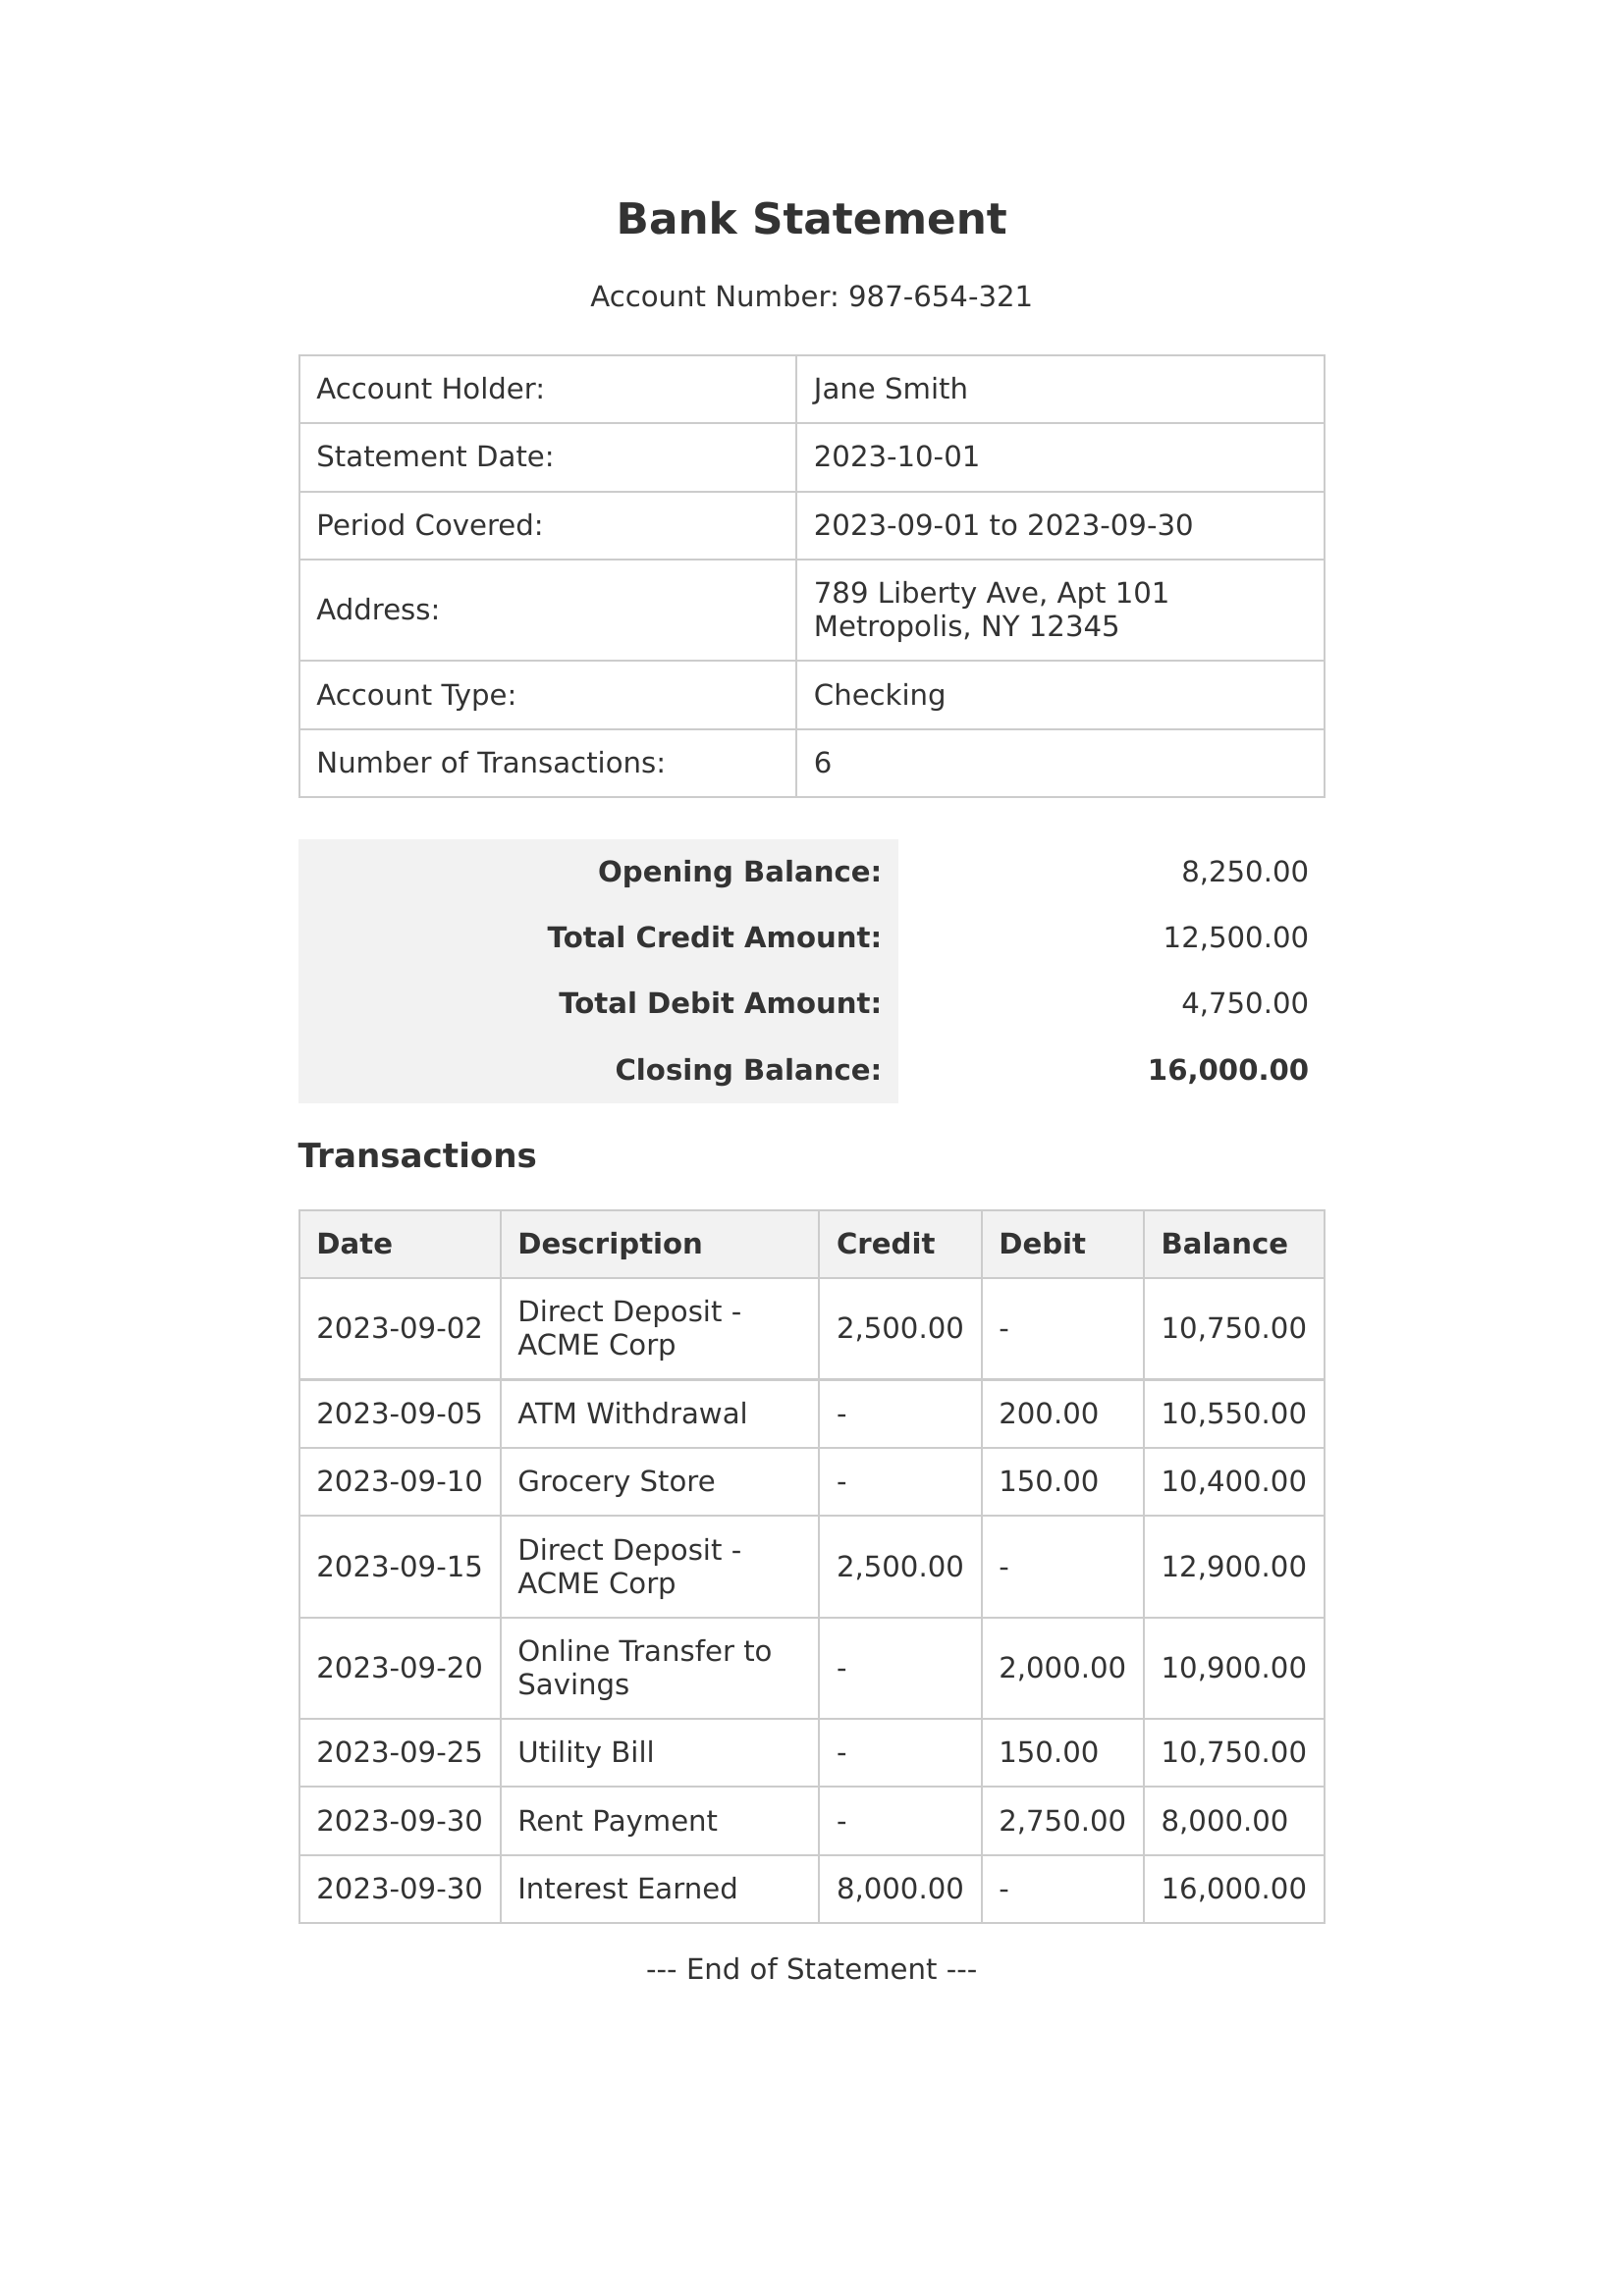 Bank Statement
Account Number: 987-654-321
Account Holder: Jane Smith
Statement Date: 2023-10-01
Period Covered: 2023-09-01 to 2023-09-30
Address: 789 Liberty Ave, Apt 101
Metropolis, NY 12345
Account Type: Checking
Number of Transactions: 6
Opening Balance: 8,250.00
Total Credit Amount: 12,500.00
Total Debit Amount: 4,750.00
Closing Balance: 16,000.00
Transactions
Date Description Credit Debit Balance
2023-09-02 Direct Deposit -
ACME Corp 2,500.00 - 10,750.00
2023-09-05 ATM Withdrawal - 200.00 10,550.00
2023-09-10 Grocery Store - 150.00 10,400.00
2023-09-15 Direct Deposit -
ACME Corp 2,500.00 - 12,900.00
2023-09-20 Online Transfer to
Savings - 2,000.00 10,900.00
2023-09-25 Utility Bill - 150.00 10,750.00
2023-09-30 Rent Payment - 2,750.00 8,000.00
2023-09-30 Interest Earned 8,000.00 - 16,000.00
--- End of Statement ---